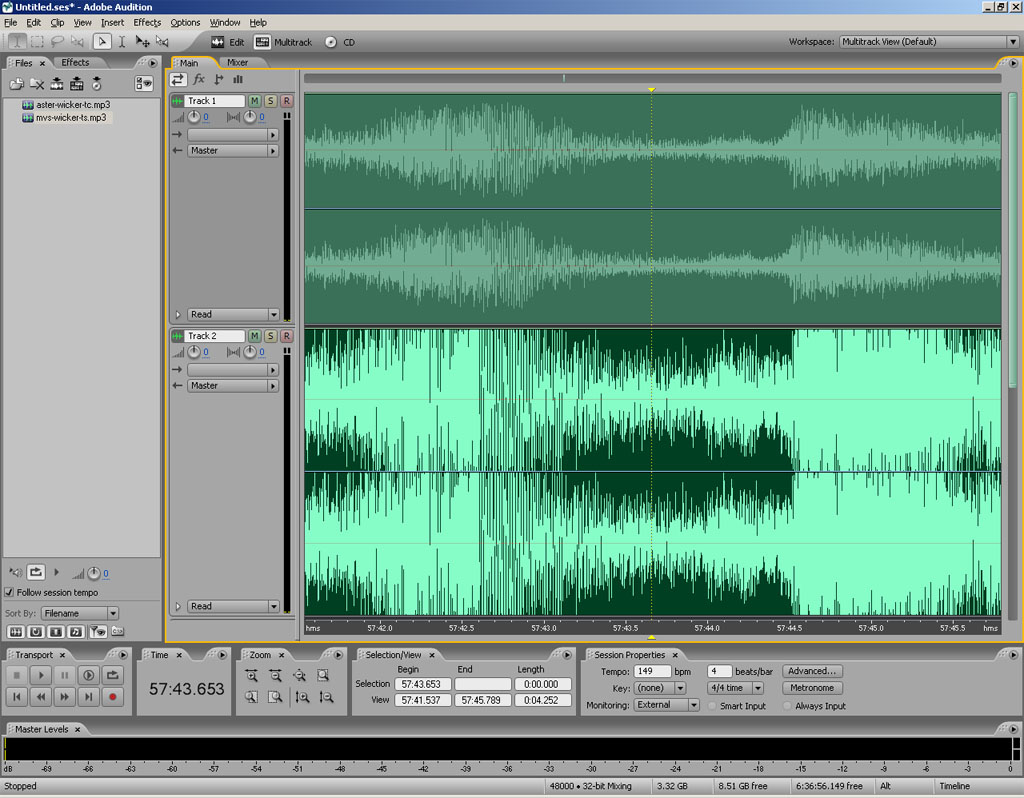 Untitled.ses* - Adobe Audition
File Edit Clip View Insert Effects Options Window Help
Edit Multitrack CD Workspace: Multitrack View (Default)
Files × Effects
Main Mixer
aster-wicker-tc.mp3
mvs-wicker-ts.mp3
Track 1 M S R
0 0
Master
Read
Track 2 M S R
0 0
Master
Read
0
Follow session tempo
Sort By: Filename
hms 57:42.0 57:42.5 57:43.0 57:43.5 57:44.0 57:44.5 57:45.0 57:45.5 hms
Transport ×
Time ×
57:43.653
Zoom ×
Selection/View ×
Begin End Length
Selection 57:43.653 0:00.000
View 57:41.537 57:45.789 0:04.252
Session Properties ×
Tempo: 149 bpm 4 beats/bar Advanced...
Key: (none) 4/4 time Metronome
Monitoring: External Smart Input Always Input
Master Levels ×
dB -69 -66 -63 -60 -57 -54 -51 -48 -45 -42 -39 -36 -33 -30 -27 -24 -21 -18 -15 -12 -9 -6 -3 0
Stopped 48000 • 32-bit Mixing 3.32 GB 8.51 GB free 6:36:56.149 free Alt Timeline